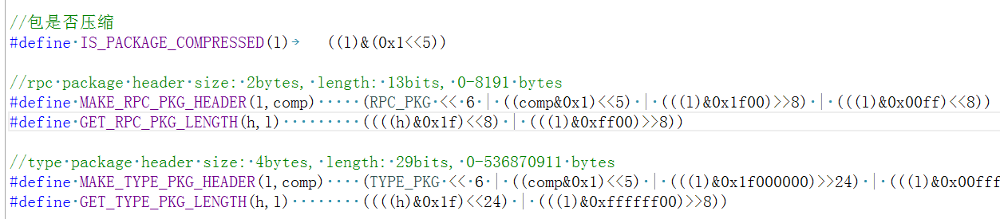 //包是否压缩
#define IS_PACKAGE_COMPRESSED(l) ((l)&(0x1<<5))
//rpc package header size: 2bytes, length: 13bits, 0-8191 bytes
#define MAKE_RPC_PKG_HEADER(l,comp) (RPC_PKG << 6 | ((comp&0x1)<<5) | (((l)&0x1f00)>>8) | (((l)&0x00ff)<<8))
#define GET_RPC_PKG_LENGTH(h,l) ((((h)&0x1f)<<8) | (((l)&0xff00)>>8))
//type package header size: 4bytes, length: 29bits, 0-536870911 bytes
#define MAKE_TYPE_PKG_HEADER(l,comp) (TYPE_PKG << 6 | ((comp&0x1)<<5) | (((l)&0x1f000000)>>24) | (((l)&0x00fff
#define GET_TYPE_PKG_LENGTH(h,l) ((((h)&0x1f)<<24) | (((l)&0xffffff00)>>8))